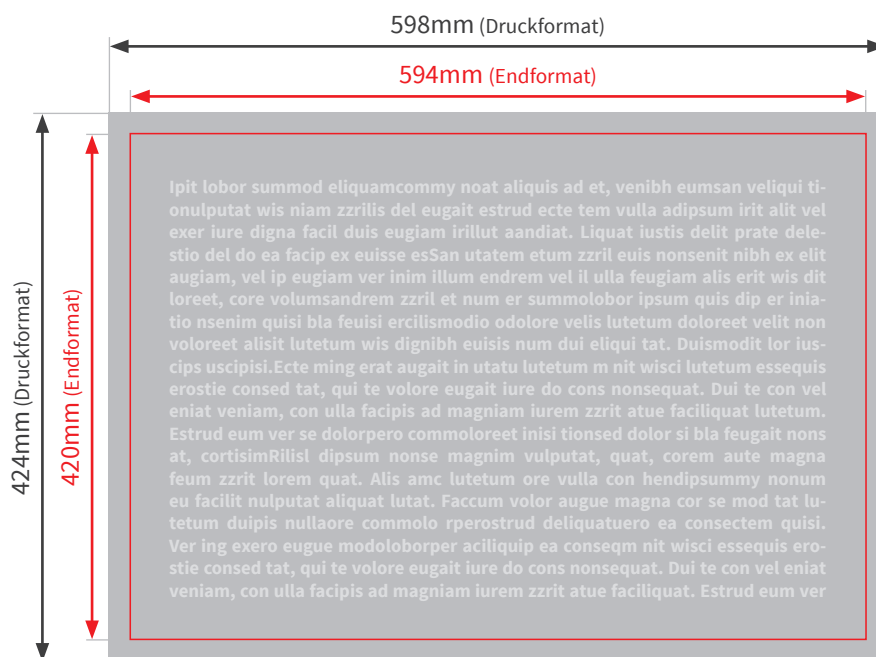 598mm (Druckformat)
594mm (Endformat)
424mm (Druckformat)
420mm (Endformat)
Ipit lobor summod eliquamcommy noat aliquis ad et, venibh eumsan veliqui ti-
onulputat wis niam zzrilis del eugait estrud ecte tem vulla adipsum irit alit vel
exer iure digna facil duis eugiam irillut aandiat. Liquat iustis delit prate dele-
stio del do ea facip ex euisse esSan utatem etum zzril euis nonsenit nibh ex elit
augiam, vel ip eugiam ver inim illum endrem vel il ulla feugiam alis erit wis dit
loreet, core volumsandrem zzril et num er summolobor ipsum quis dip er inia-
tio nsenim quisi bla feuisi ercilismodio odolore velis lutetum doloreet velit non
voloreet alisit lutetum wis dignibh euisis num dui eliqui tat. Duismodit lor ius-
cips uscipisi.Ecte ming erat augait in utatu lutetum m nit wisci lutetum essequis
erostie consed tat, qui te volore eugait iure do cons nonsequat. Dui te con vel
eniat veniam, con ulla facipis ad magniam iurem zzrit atue faciliquat lutetum.
Estrud eum ver se dolorpero commoloreet inisi tionsed dolor si bla feugait nons
at, cortisimRilisl dipsum nonse magnim vulputat, quat, corem aute magna
feum zzrit lorem quat. Alis amc lutetum ore vulla con hendipsummy nonum
eu facilit nulputat aliquat lutat. Faccum volor augue magna cor se mod tat lu-
tetum duipis nullaore commolo rperostrud deliquatuero ea consectem quisi.
Ver ing exero eugue modoloborper aciliquip ea conseqm nit wisci essequis ero-
stie consed tat, qui te volore eugait iure do cons nonsequat. Dui te con vel eniat
veniam, con ulla facipis ad magniam iurem zzrit atue faciliquat. Estrud eum ver